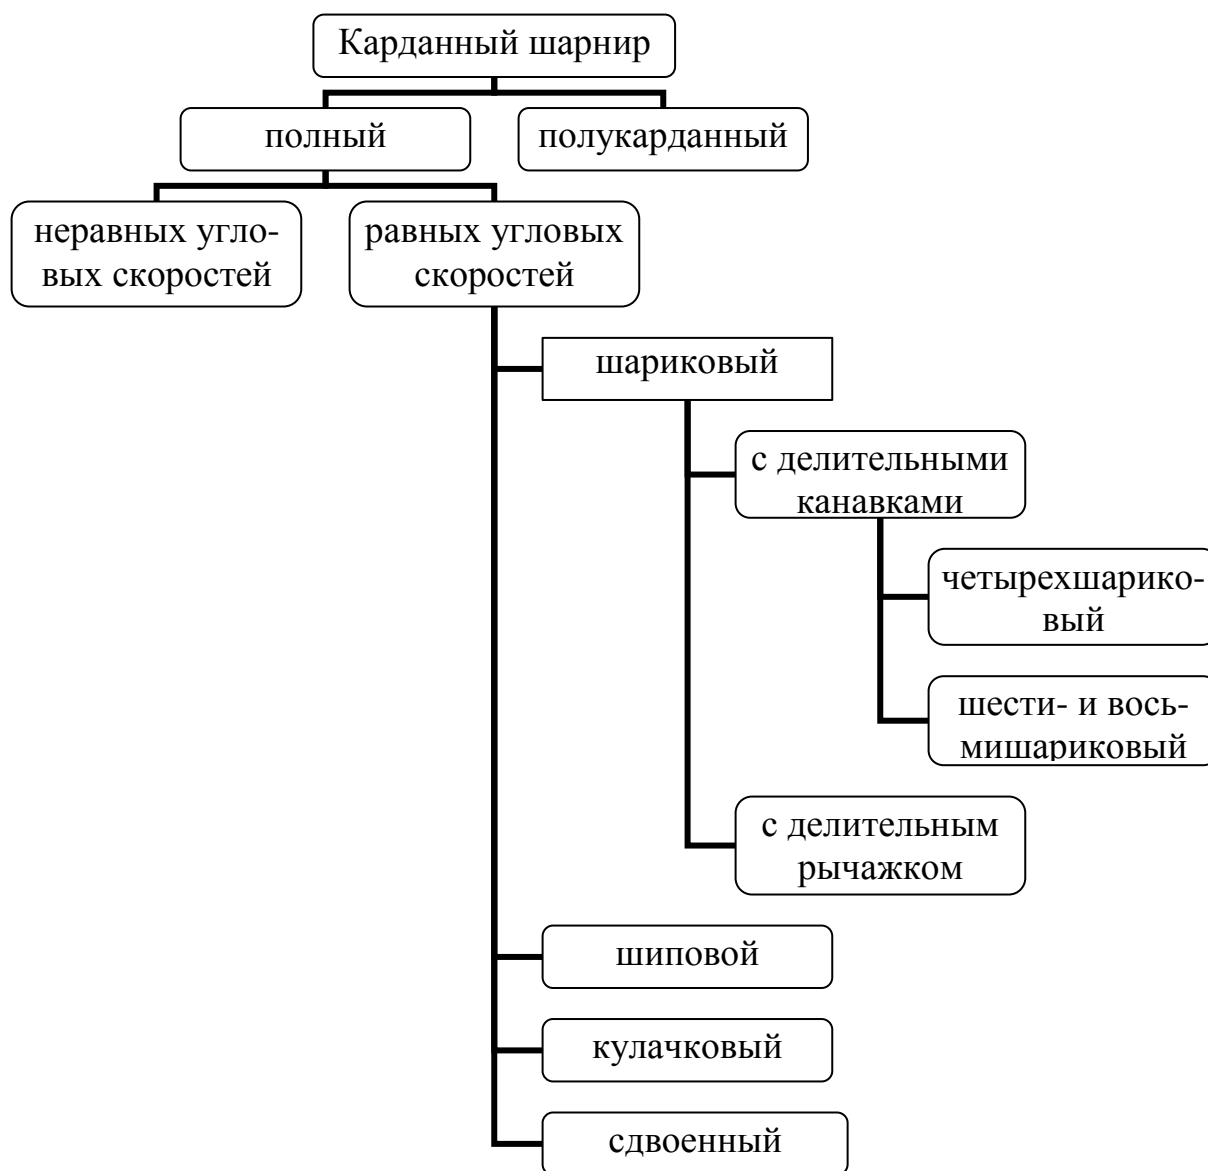 Карданный шарнир
полный
полукарданный
неравных угло-
вых скоростей
равных угловых
скоростей
шариковый
с делительными
канавками
четырехшарико-
вый
шести- и вось-
мишариковый
с делительным
рычажком
шиповой
кулачковый
сдвоенный